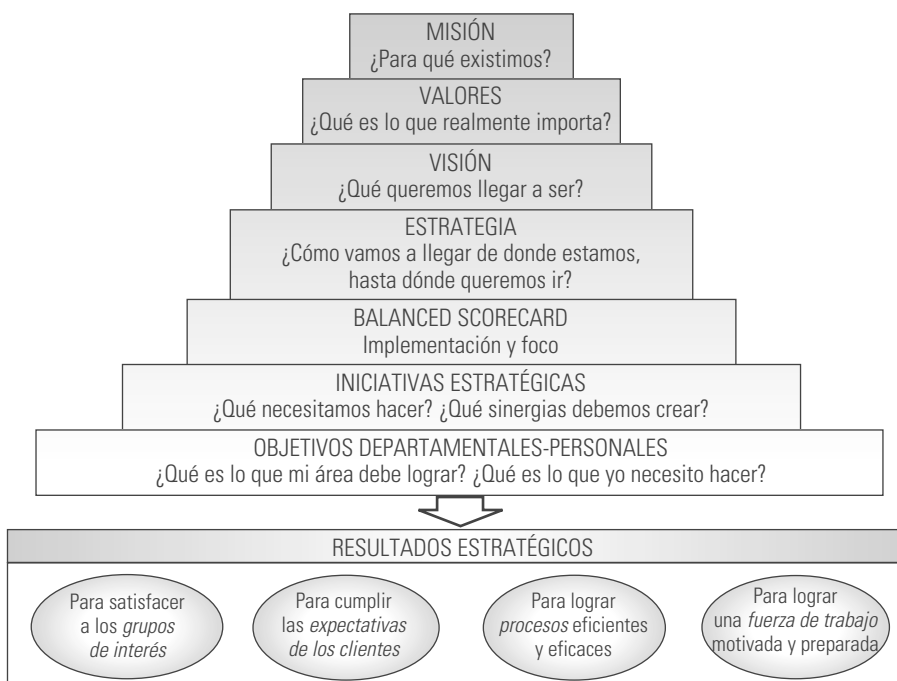 MISIÓN
¿Para qué existimos?
VALORES
¿Qué es lo que realmente importa?
VISIÓN
¿Qué queremos llegar a ser?
ESTRATEGIA
¿Cómo vamos a llegar de donde estamos,
hasta dónde queremos ir?
BALANCED SCORECARD
Implementación y foco
INICIATIVAS ESTRATÉGICAS
¿Qué necesitamos hacer? ¿Qué sinergias debemos crear?
OBJETIVOS DEPARTAMENTALES-PERSONALES
¿Qué es lo que mi área debe lograr? ¿Qué es lo que yo necesito hacer?
RESULTADOS ESTRATÉGICOS
Para satisfacer
a los grupos
de interés
Para cumplir
las expectativas
de los clientes
Para lograr
procesos eficientes
y eficaces
Para lograr
una fuerza de trabajo
motivada y preparada